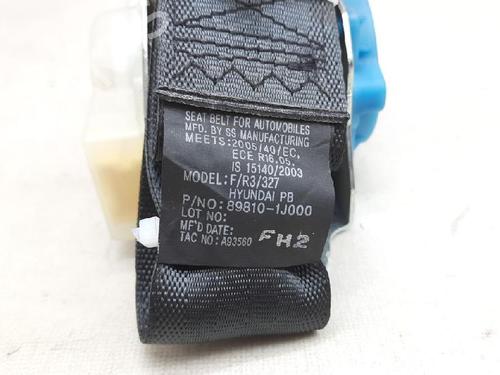 SEAT BELT FOR AUTOMOBILES
MFD. BY SS MANUFACTURING
MEETS:2005/40/EC,
ECE R16.05.
IS 15140/2003
MODEL: F/R3/327
HYUNDAI PB
P/NO: 89810-1J000
LOT NO:
MF'D DATE:
TAC NO: A93560
FH2